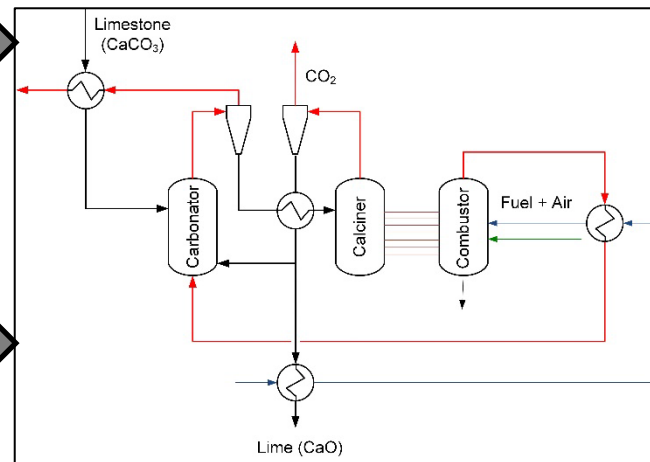 Limestone
(CaCO₃)
CO₂
Carbonator
Calciner
Combustor
Fuel + Air
Lime (CaO)